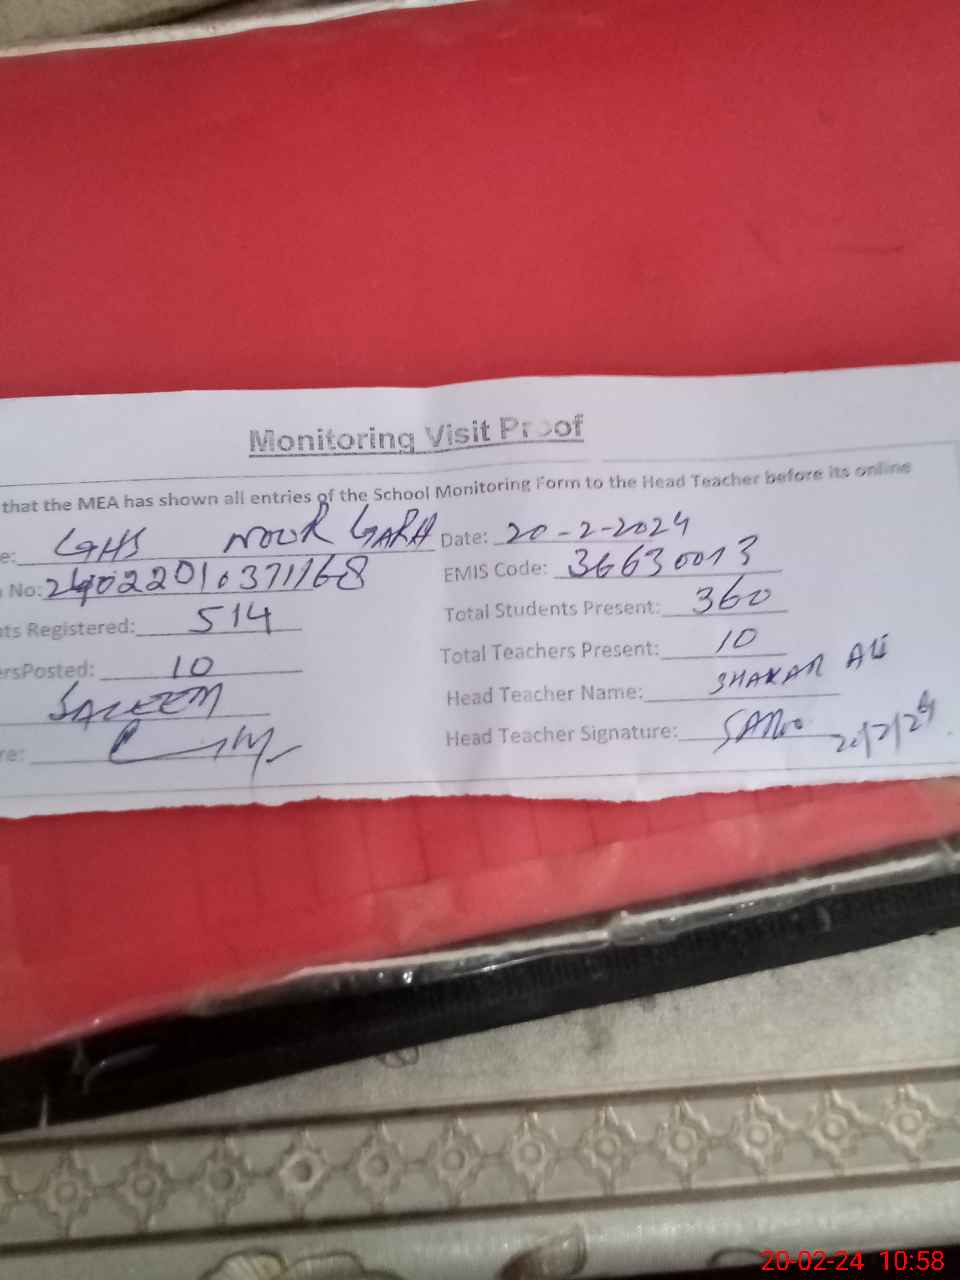 Monitoring Visit Proof
that the MEA has shown all entries of the School Monitoring Form to the Head Teacher before its online
e: GHS NOOR GARH Date: 20-2-2024
No: 24022010371168 EMIS Code: 36630013
ts Registered: 514 Total Students Present: 360
ersPosted: 10 Total Teachers Present: 10
SALEEM Head Teacher Name: SHAKAR ALI
re: Head Teacher Signature: 20/2/24
20-02-24 10:58